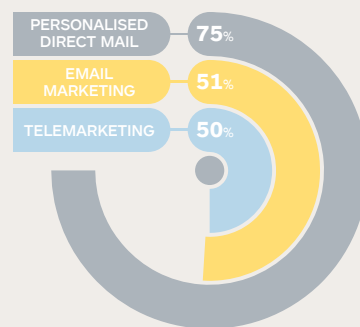 PERSONALISED
DIRECT MAIL
75%
EMAIL
MARKETING
51%
TELEMARKETING
50%